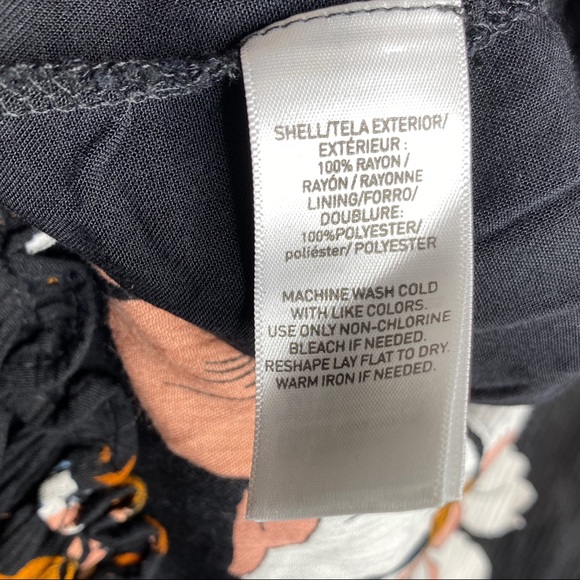 SHELL/TELA EXTERIOR/
EXTÉRIEUR :
100% RAYON /
RAYÓN / RAYONNE
LINING/FORRO/
DOUBLURE:
100%POLYESTER/
poliéster/ POLYESTER
MACHINE WASH COLD
WITH LIKE COLORS.
USE ONLY NON-CHLORINE
BLEACH IF NEEDED.
RESHAPE LAY FLAT TO DRY.
WARM IRON IF NEEDED.